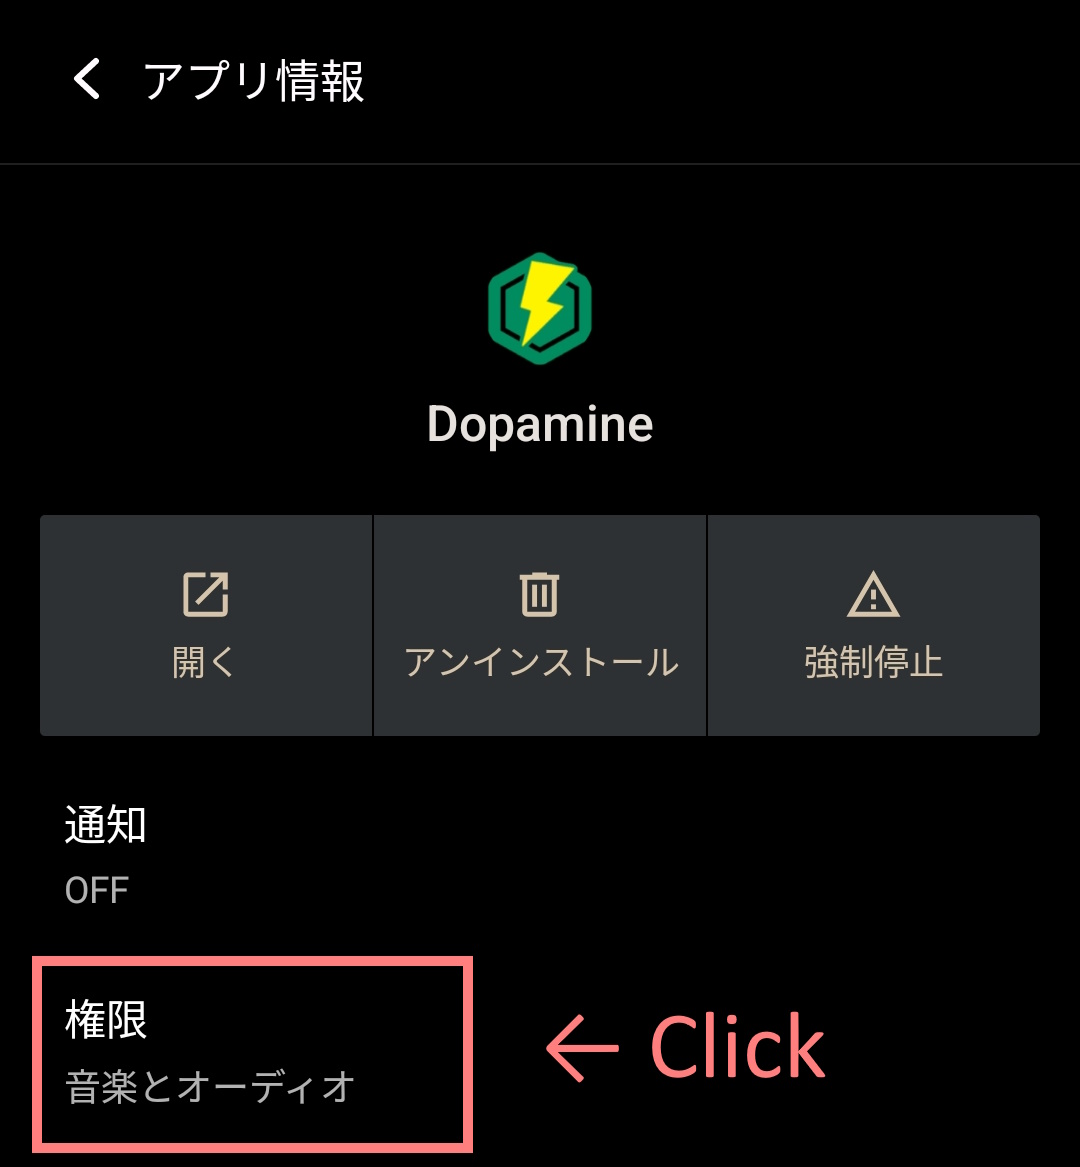 アプリ情報
Dopamine
開く
アンインストール
強制停止
通知
OFF
権限
音楽とオーディオ
← Click